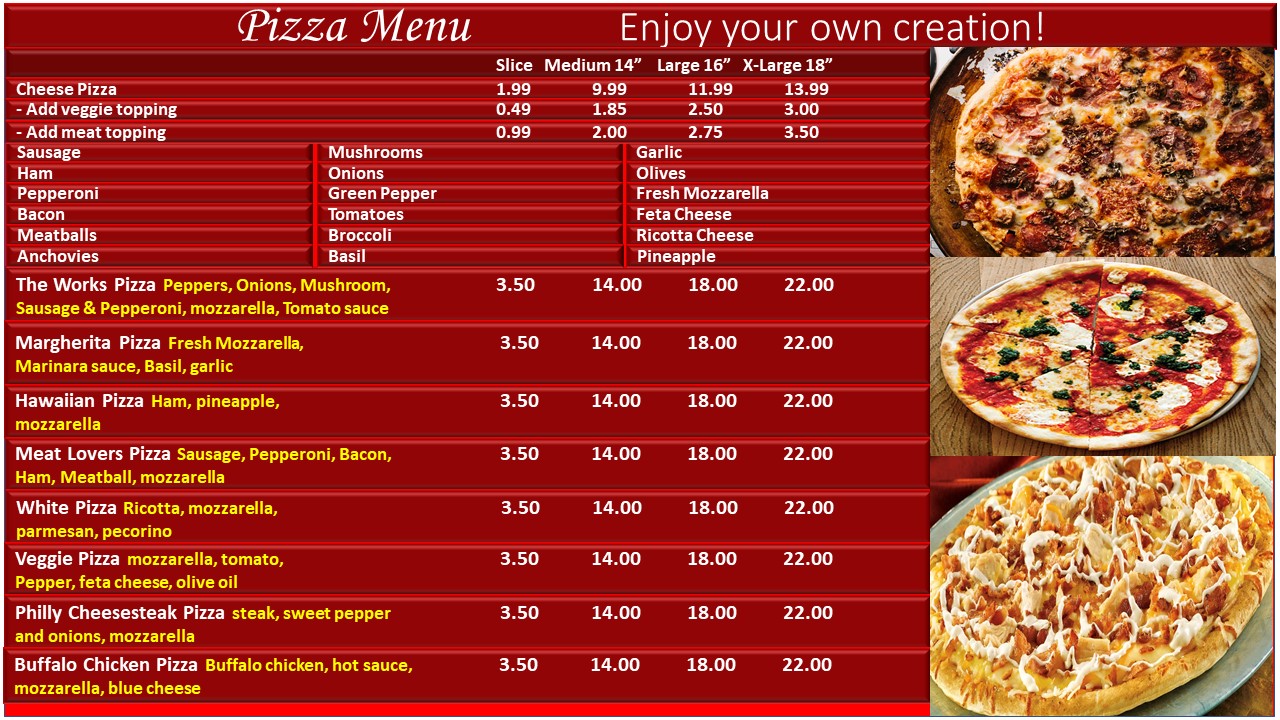 Pizza Menu Enjoy your own creation!
Slice Medium 14” Large 16” X-Large 18”
Cheese Pizza 1.99 9.99 11.99 13.99
- Add veggie topping 0.49 1.85 2.50 3.00
- Add meat topping 0.99 2.00 2.75 3.50
Sausage Mushrooms Garlic
Ham Onions Olives
Pepperoni Green Pepper Fresh Mozzarella
Bacon Tomatoes Feta Cheese
Meatballs Broccoli Ricotta Cheese
Anchovies Basil Pineapple
The Works Pizza Peppers, Onions, Mushroom, 3.50 14.00 18.00 22.00
Sausage & Pepperoni, mozzarella, Tomato sauce
Margherita Pizza Fresh Mozzarella, 3.50 14.00 18.00 22.00
Marinara sauce, Basil, garlic
Hawaiian Pizza Ham, pineapple, 3.50 14.00 18.00 22.00
mozzarella
Meat Lovers Pizza Sausage, Pepperoni, Bacon, 3.50 14.00 18.00 22.00
Ham, Meatball, mozzarella
White Pizza Ricotta, mozzarella, 3.50 14.00 18.00 22.00
parmesan, pecorino
Veggie Pizza mozzarella, tomato, 3.50 14.00 18.00 22.00
Pepper, feta cheese, olive oil
Philly Cheesesteak Pizza steak, sweet pepper 3.50 14.00 18.00 22.00
and onions, mozzarella
Buffalo Chicken Pizza Buffalo chicken, hot sauce, 3.50 14.00 18.00 22.00
mozzarella, blue cheese